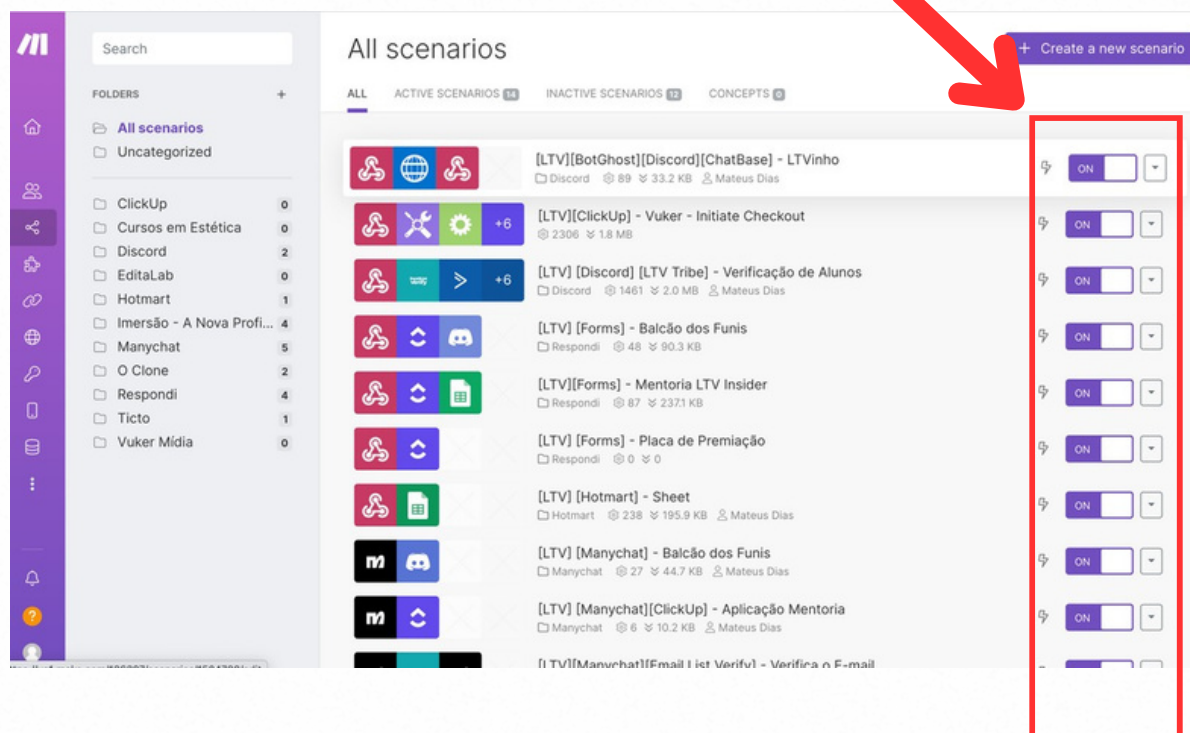 Search
FOLDERS +
All scenarios
Uncategorized
ClickUp 0
Cursos em Estética 0
Discord 2
EditaLab 0
Hotmart 1
Imersão - A Nova Profi... 4
Manychat 5
O Clone 2
Respondi 4
Ticto 1
Vuker Mídia 0
All scenarios
+ Create a new scenario
ALL ACTIVE SCENARIOS 14 INACTIVE SCENARIOS 12 CONCEPTS 0
[LTV][BotGhost][Discord][ChatBase] - LTVinho
Discord 89 33.2 KB Mateus Dias
ON
+6
[LTV][ClickUp] - Vuker - Initiate Checkout
2306 1.8 MB
ON
+6
[LTV] [Discord] [LTV Tribe] - Verificação de Alunos
Discord 1461 2.0 MB Mateus Dias
ON
[LTV] [Forms] - Balcão dos Funis
Respondi 48 90.3 KB
ON
[LTV][Forms] - Mentoria LTV Insider
Respondi 87 237.1 KB
ON
[LTV] [Forms] - Placa de Premiação
Respondi 0 0
ON
[LTV] [Hotmart] - Sheet
Hotmart 238 195.9 KB Mateus Dias
ON
[LTV] [Manychat] - Balcão dos Funis
Manychat 27 44.7 KB Mateus Dias
ON
[LTV] [Manychat][ClickUp] - Aplicação Mentoria
Manychat 6 10.2 KB Mateus Dias
ON
[LTV][Manychat][Email List Verify] - Verifica o E-mail